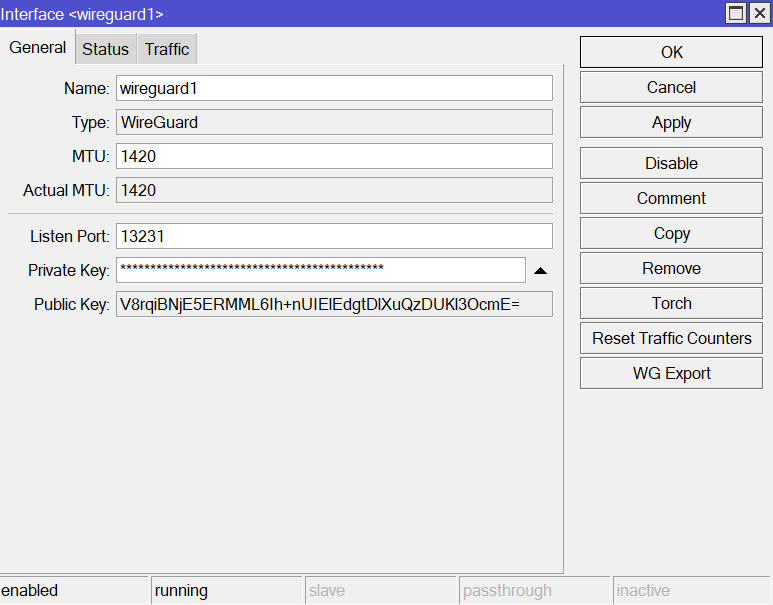 Interface <wireguard1>
General Status Traffic
Name: wireguard1
Type: WireGuard
MTU: 1420
Actual MTU: 1420
Listen Port: 13231
Private Key: ********************************************
Public Key: V8rqiBNjE5ERMML6Ih+nUIElEdgtDlXuQzDUKl3OcmE=
OK
Cancel
Apply
Disable
Comment
Copy
Remove
Torch
Reset Traffic Counters
WG Export
enabled running slave passthrough inactive